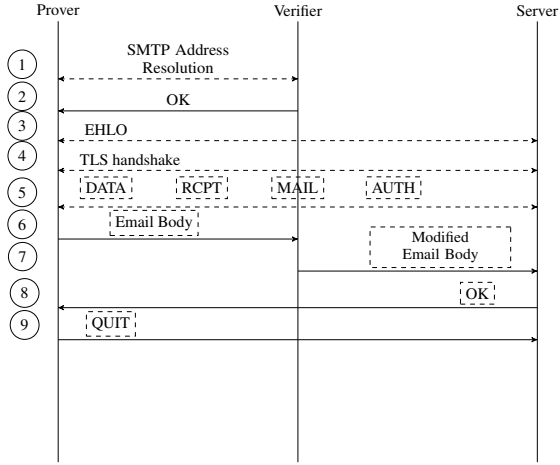 Prover Verifier Server
SMTP Address
Resolution
1
OK
2
EHLO
3
TLS handshake
4
DATA RCPT MAIL AUTH
5
Email Body
6
Modified
Email Body
7
OK
8
QUIT
9